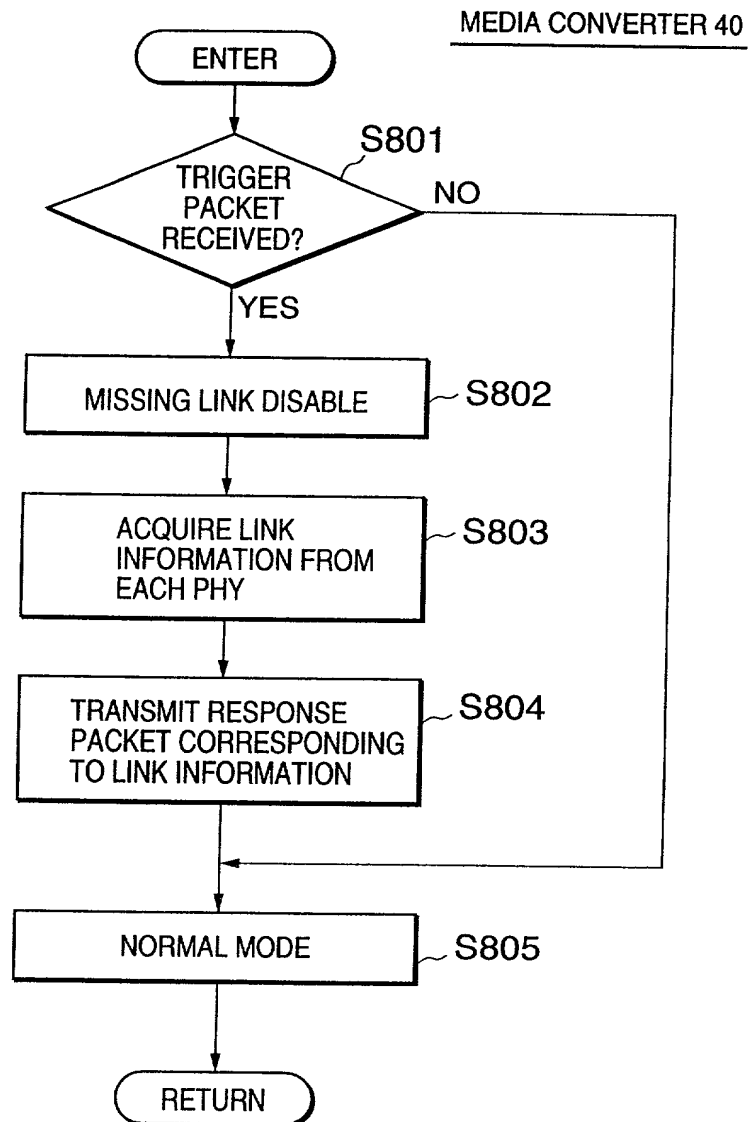 MEDIA CONVERTER 40
ENTER
S801
TRIGGER
PACKET
RECEIVED?
NO
YES
MISSING LINK DISABLE
S802
ACQUIRE LINK
INFORMATION FROM
EACH PHY
S803
TRANSMIT RESPONSE
PACKET CORRESPONDING
TO LINK INFORMATION
S804
NORMAL MODE
S805
RETURN